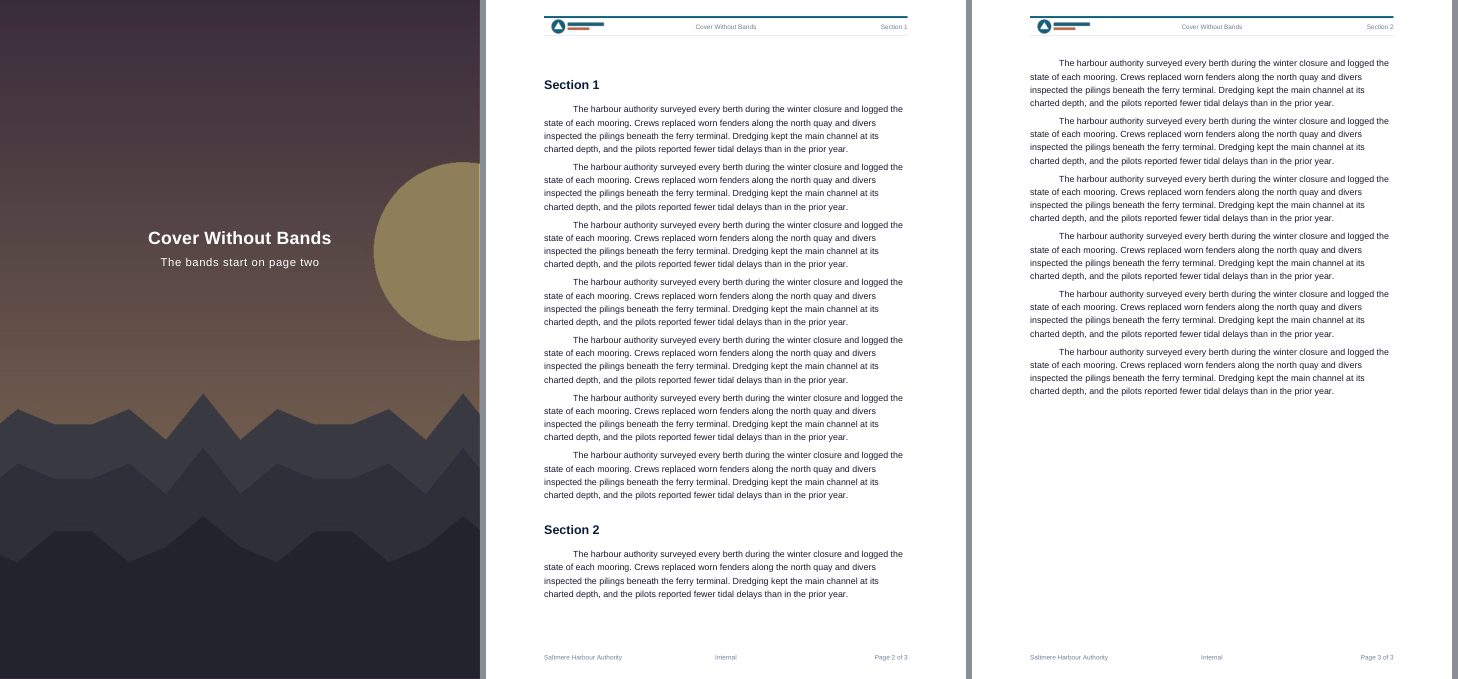 Cover Without Bands
The bands start on page two
Cover Without Bands
Section 1
Section 1
The harbour authority surveyed every berth during the winter closure and logged the
state of each mooring. Crews replaced worn fenders along the north quay and divers
inspected the pilings beneath the ferry terminal. Dredging kept the main channel at its
charted depth, and the pilots reported fewer tidal delays than in the prior year.
The harbour authority surveyed every berth during the winter closure and logged the
state of each mooring. Crews replaced worn fenders along the north quay and divers
inspected the pilings beneath the ferry terminal. Dredging kept the main channel at its
charted depth, and the pilots reported fewer tidal delays than in the prior year.
The harbour authority surveyed every berth during the winter closure and logged the
state of each mooring. Crews replaced worn fenders along the north quay and divers
inspected the pilings beneath the ferry terminal. Dredging kept the main channel at its
charted depth, and the pilots reported fewer tidal delays than in the prior year.
The harbour authority surveyed every berth during the winter closure and logged the
state of each mooring. Crews replaced worn fenders along the north quay and divers
inspected the pilings beneath the ferry terminal. Dredging kept the main channel at its
charted depth, and the pilots reported fewer tidal delays than in the prior year.
The harbour authority surveyed every berth during the winter closure and logged the
state of each mooring. Crews replaced worn fenders along the north quay and divers
inspected the pilings beneath the ferry terminal. Dredging kept the main channel at its
charted depth, and the pilots reported fewer tidal delays than in the prior year.
The harbour authority surveyed every berth during the winter closure and logged the
state of each mooring. Crews replaced worn fenders along the north quay and divers
inspected the pilings beneath the ferry terminal. Dredging kept the main channel at its
charted depth, and the pilots reported fewer tidal delays than in the prior year.
The harbour authority surveyed every berth during the winter closure and logged the
state of each mooring. Crews replaced worn fenders along the north quay and divers
inspected the pilings beneath the ferry terminal. Dredging kept the main channel at its
charted depth, and the pilots reported fewer tidal delays than in the prior year.
Section 2
The harbour authority surveyed every berth during the winter closure and logged the
state of each mooring. Crews replaced worn fenders along the north quay and divers
inspected the pilings beneath the ferry terminal. Dredging kept the main channel at its
charted depth, and the pilots reported fewer tidal delays than in the prior year.
Saltmere Harbour Authority
Internal
Page 2 of 3
Cover Without Bands
Section 2
The harbour authority surveyed every berth during the winter closure and logged the
state of each mooring. Crews replaced worn fenders along the north quay and divers
inspected the pilings beneath the ferry terminal. Dredging kept the main channel at its
charted depth, and the pilots reported fewer tidal delays than in the prior year.
The harbour authority surveyed every berth during the winter closure and logged the
state of each mooring. Crews replaced worn fenders along the north quay and divers
inspected the pilings beneath the ferry terminal. Dredging kept the main channel at its
charted depth, and the pilots reported fewer tidal delays than in the prior year.
The harbour authority surveyed every berth during the winter closure and logged the
state of each mooring. Crews replaced worn fenders along the north quay and divers
inspected the pilings beneath the ferry terminal. Dredging kept the main channel at its
charted depth, and the pilots reported fewer tidal delays than in the prior year.
The harbour authority surveyed every berth during the winter closure and logged the
state of each mooring. Crews replaced worn fenders along the north quay and divers
inspected the pilings beneath the ferry terminal. Dredging kept the main channel at its
charted depth, and the pilots reported fewer tidal delays than in the prior year.
The harbour authority surveyed every berth during the winter closure and logged the
state of each mooring. Crews replaced worn fenders along the north quay and divers
inspected the pilings beneath the ferry terminal. Dredging kept the main channel at its
charted depth, and the pilots reported fewer tidal delays than in the prior year.
The harbour authority surveyed every berth during the winter closure and logged the
state of each mooring. Crews replaced worn fenders along the north quay and divers
inspected the pilings beneath the ferry terminal. Dredging kept the main channel at its
charted depth, and the pilots reported fewer tidal delays than in the prior year.
Saltmere Harbour Authority
Internal
Page 3 of 3